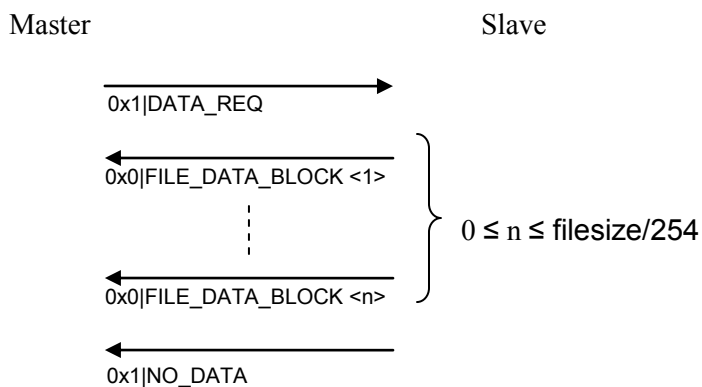 Master Slave
0x1|DATA_REQ
0x0|FILE_DATA_BLOCK <1>
0 ≤ n ≤ filesize/254
0x0|FILE_DATA_BLOCK <n>
0x1|NO_DATA